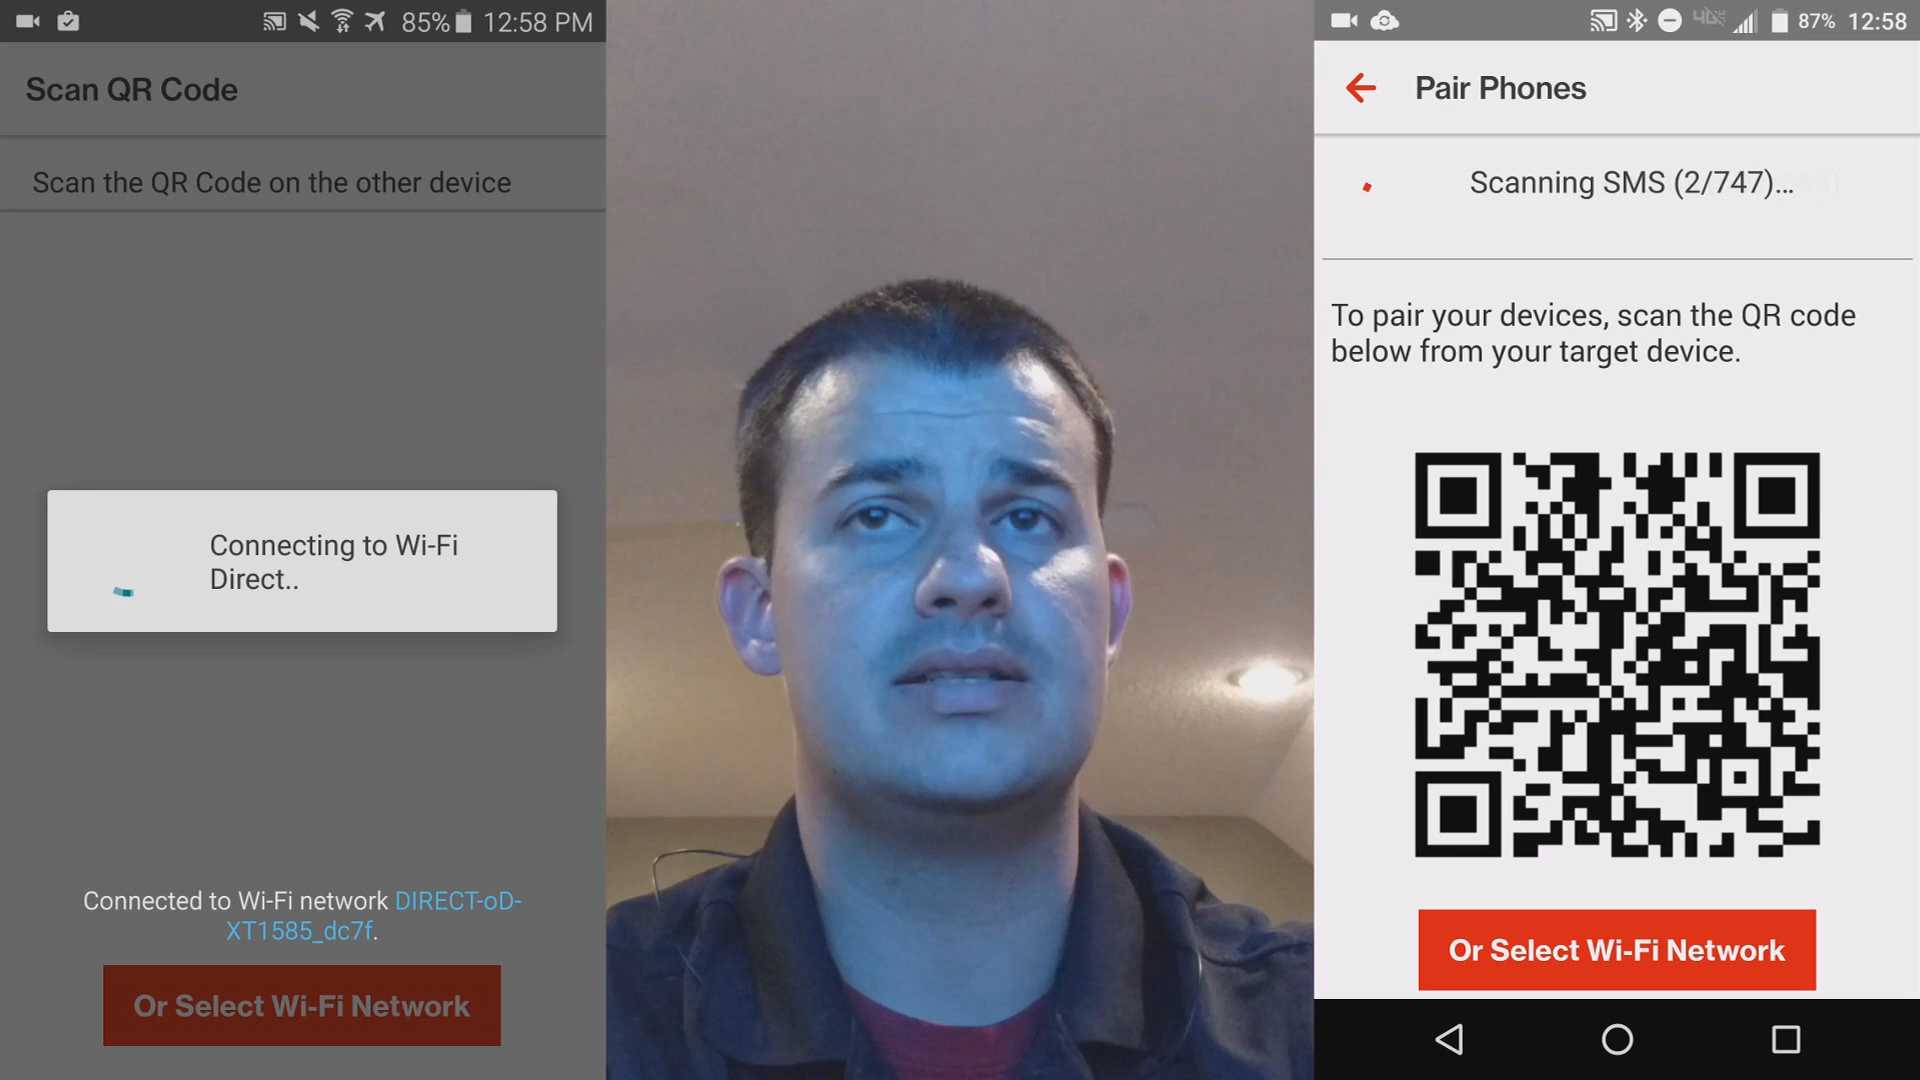 85% 12:58 PM
Scan QR Code
Scan the QR Code on the other device
Connecting to Wi-Fi
Direct..
Connected to Wi-Fi network DIRECT-oD-
XT1585_dc7f.
Or Select Wi-Fi Network
87% 12:58
Pair Phones
Scanning SMS (2/747)...
To pair your devices, scan the QR code
below from your target device.
Or Select Wi-Fi Network